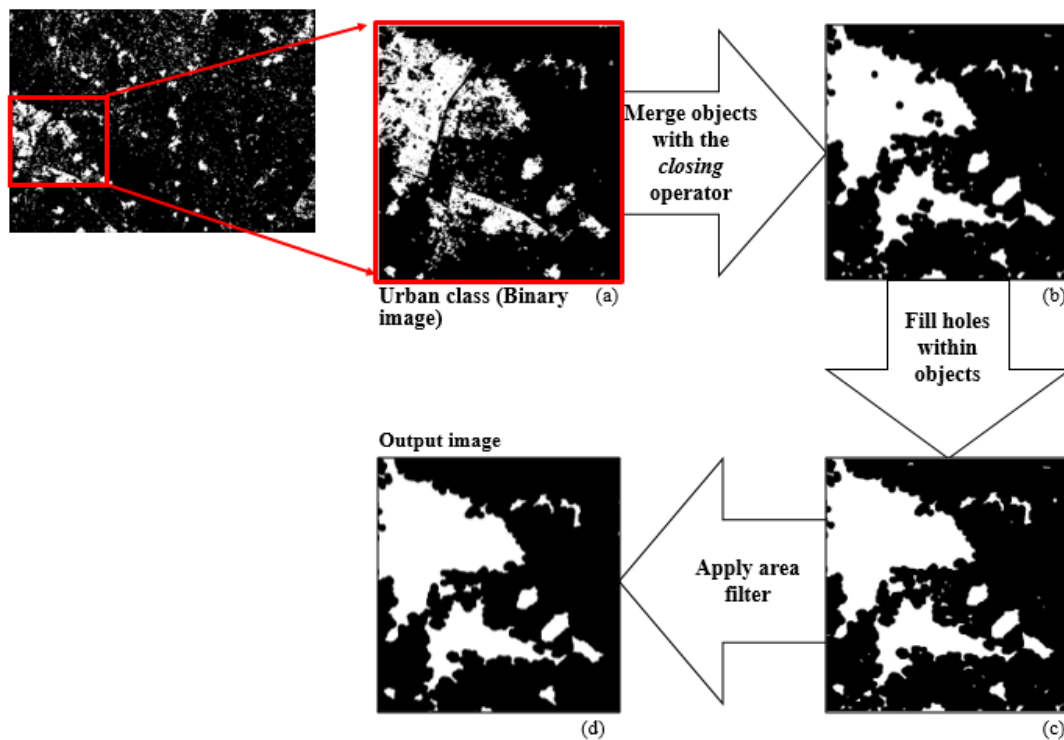 Urban class (Binary
image)
(a)
Merge objects
with the
closing
operator
(b)
Fill holes
within
objects
(c)
Apply area
filter
Output image
(d)